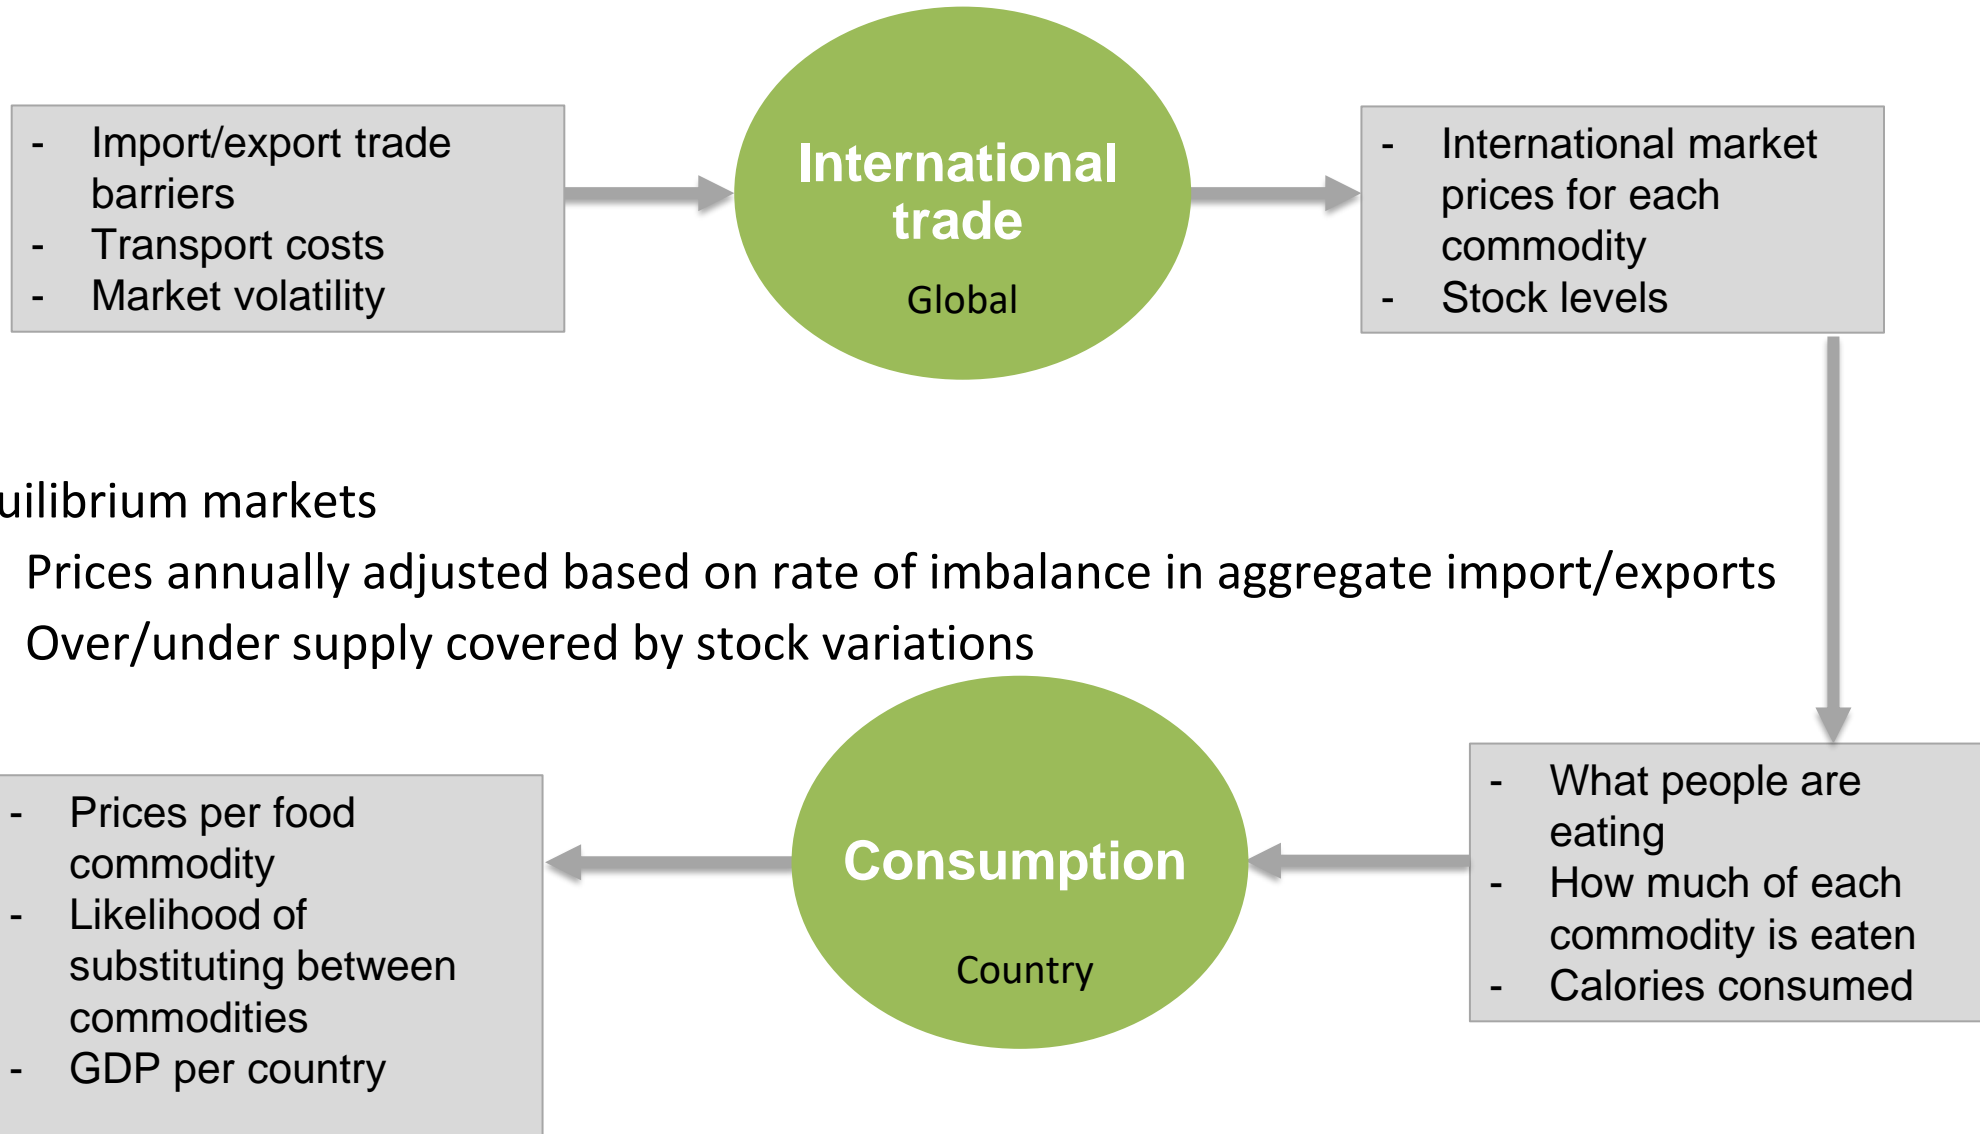 - Import/export trade
barriers
- Transport costs
- Market volatility
International
trade
Global
- International market
prices for each
commodity
- Stock levels
uilibrium markets
Prices annually adjusted based on rate of imbalance in aggregate import/exports
Over/under supply covered by stock variations
- Prices per food
commodity
- Likelihood of
substituting between
commodities
- GDP per country
Consumption
Country
- What people are
eating
- How much of each
commodity is eaten
- Calories consumed